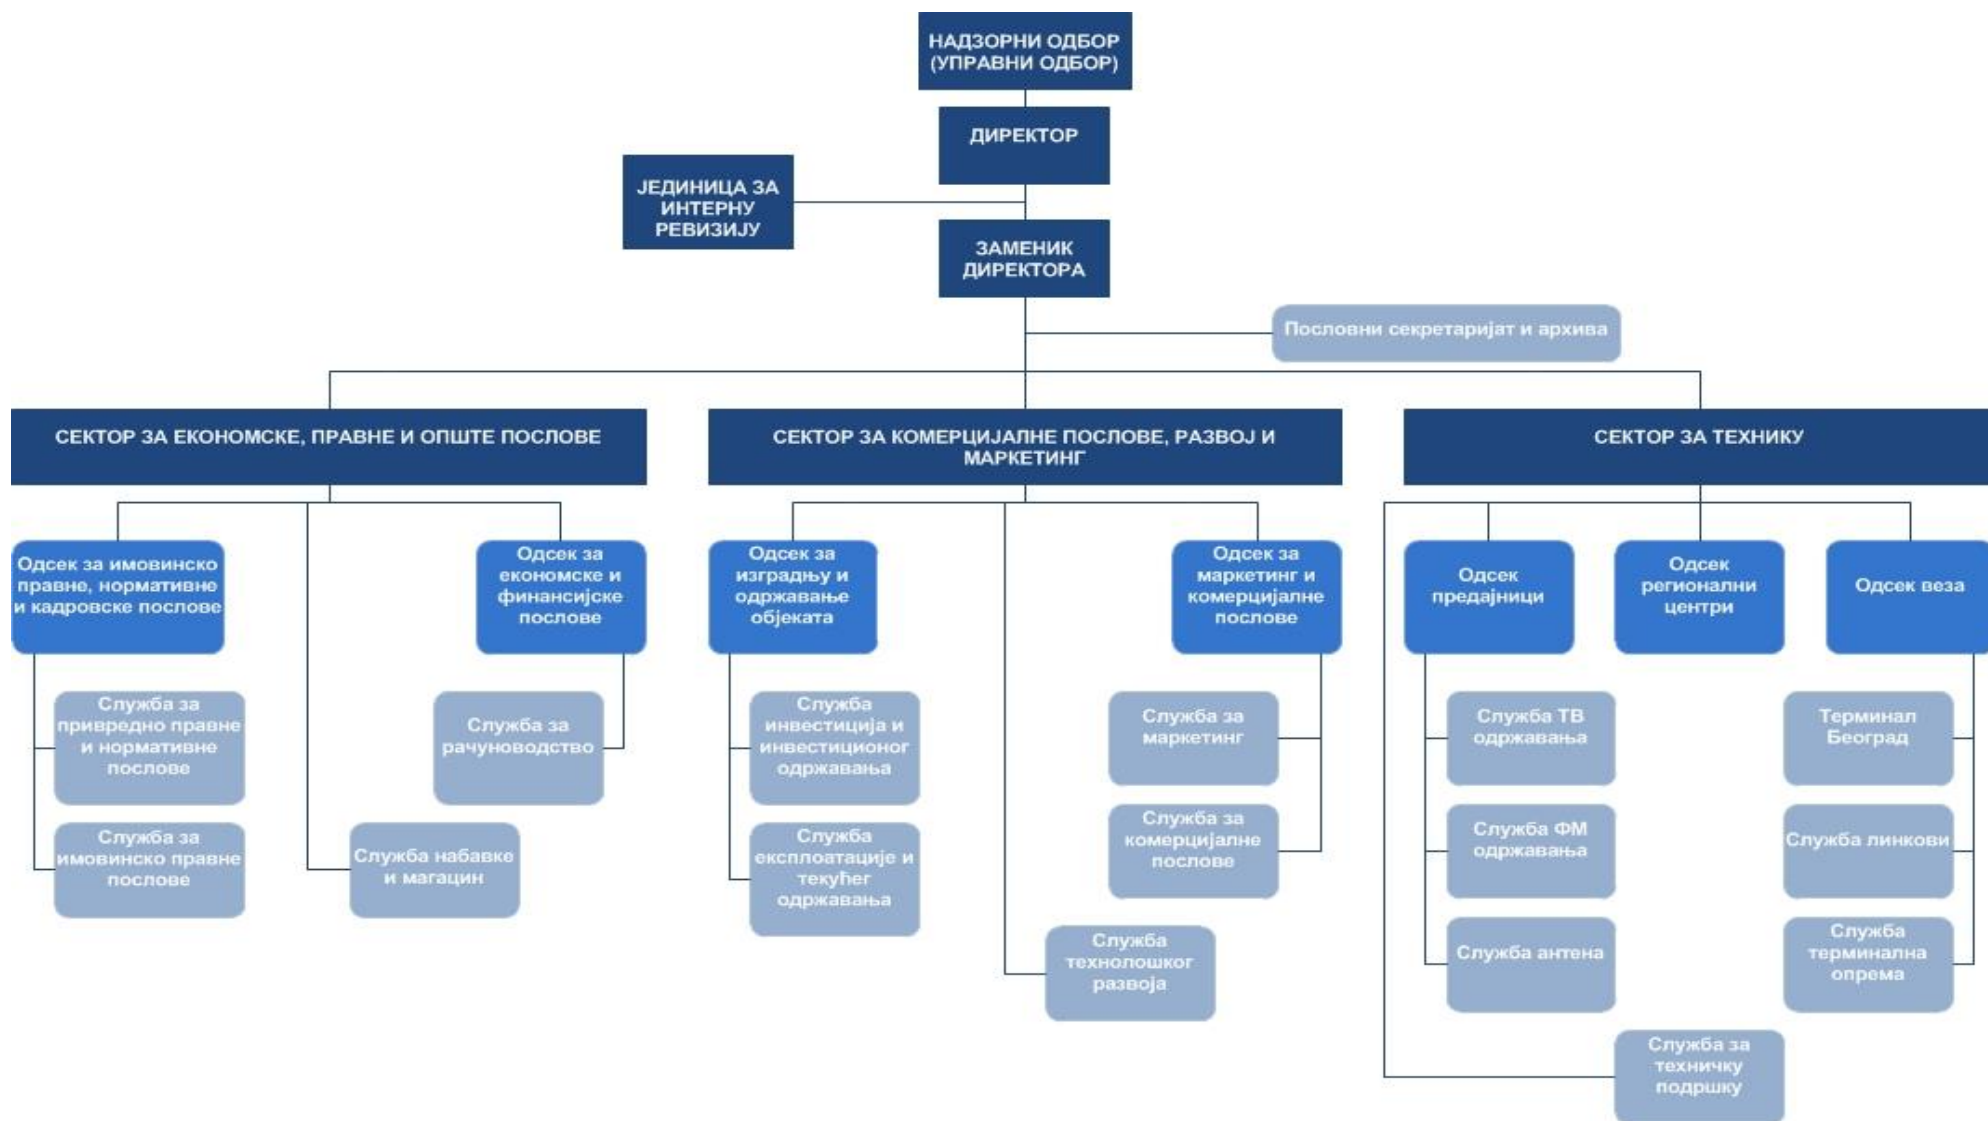 НАДЗОРНИ ОДБОР
(УПРАВНИ ОДБОР)
ДИРЕКТОР
ЈЕДИНИЦА ЗА
ИНТЕРНУ
РЕВИЗИЈУ
ЗАМЕНИК
ДИРЕКТОРА
Пословни секретаријат и архива
СЕКТОР ЗА ЕКОНОМСКЕ, ПРАВНЕ И ОПШТЕ ПОСЛОВЕ
СЕКТОР ЗА КОМЕРЦИЈАЛНЕ ПОСЛОВЕ, РАЗВОЈ И
МАРКЕТИНГ
СЕКТОР ЗА ТЕХНИКУ
Одсек за имовинско
правне, нормативне
и кадровске послове
Одсек за
економске и
финансијске
послове
Одсек за
изградњу и
одржавање
објеката
Одсек за
маркетинг и
комерцијалне
послове
Одсек
предајници
Одсек
регионални
центри
Одсек веза
Служба за
привредно правне
и нормативне
послове
Служба за
рачуноводство
Служба
инвестиција и
инвестиционог
одржавања
Служба за
маркетинг
Служба ТВ
одржавања
Терминал
Београд
Служба за
имовинско правне
послове
Служба набавке
и магацин
Служба
експлоатације и
текућег
одржавања
Служба за
комерцијалне
послове
Служба ФМ
одржавања
Служба линкови
Служба
технолошког
развоја
Служба антена
Служба
терминална
опрема
Служба за
техничку
подршку